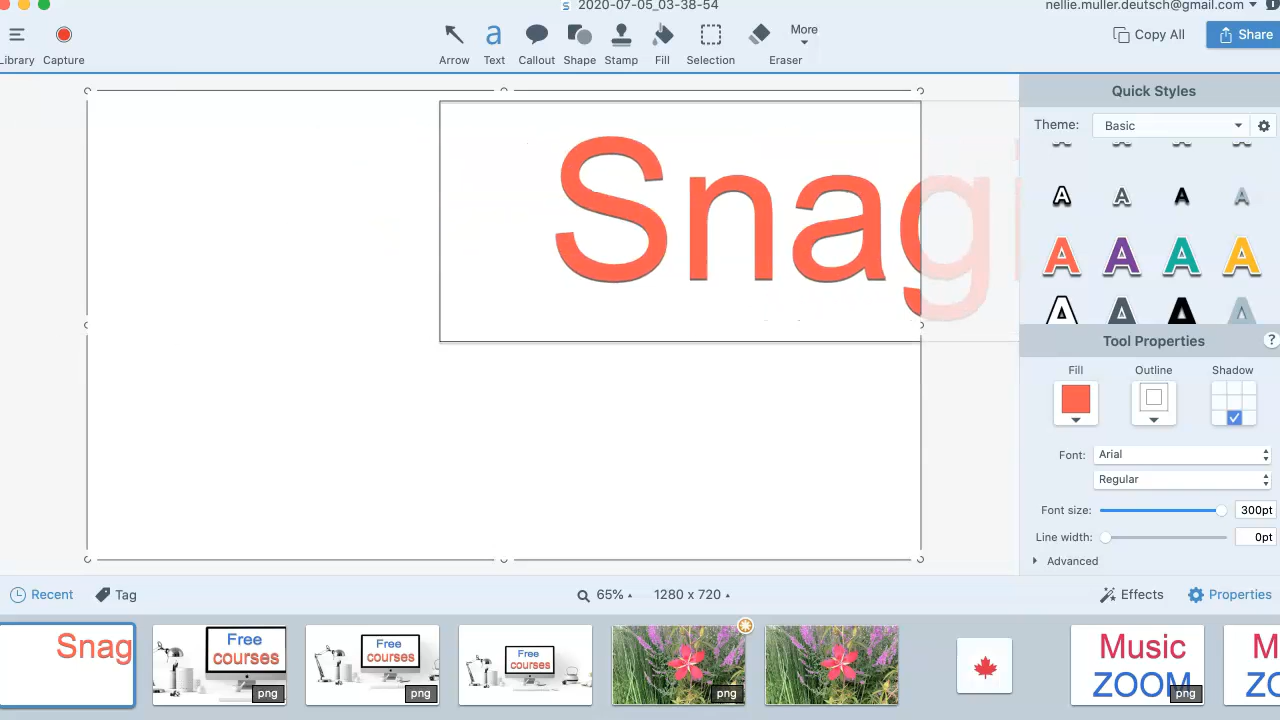 2020-07-05_03-38-54
nellie.muller.deutsch@gmail.com
Library
Capture
Arrow
Text
Callout
Shape
Stamp
Fill
Selection
Eraser
More
Copy All
Share
Quick Styles
Theme:
Basic
A A A A
A A A A
A A A A
Snag
Tool Properties
?
Fill
Outline
Shadow
Font:
Arial
Regular
Font size:
300pt
Line width:
0pt
Advanced
Recent
Tag
65%
1280 x 720
Effects
Properties
Snag
Free
courses
png
Free
courses
png
Free
courses
png
Music
ZOOM
png